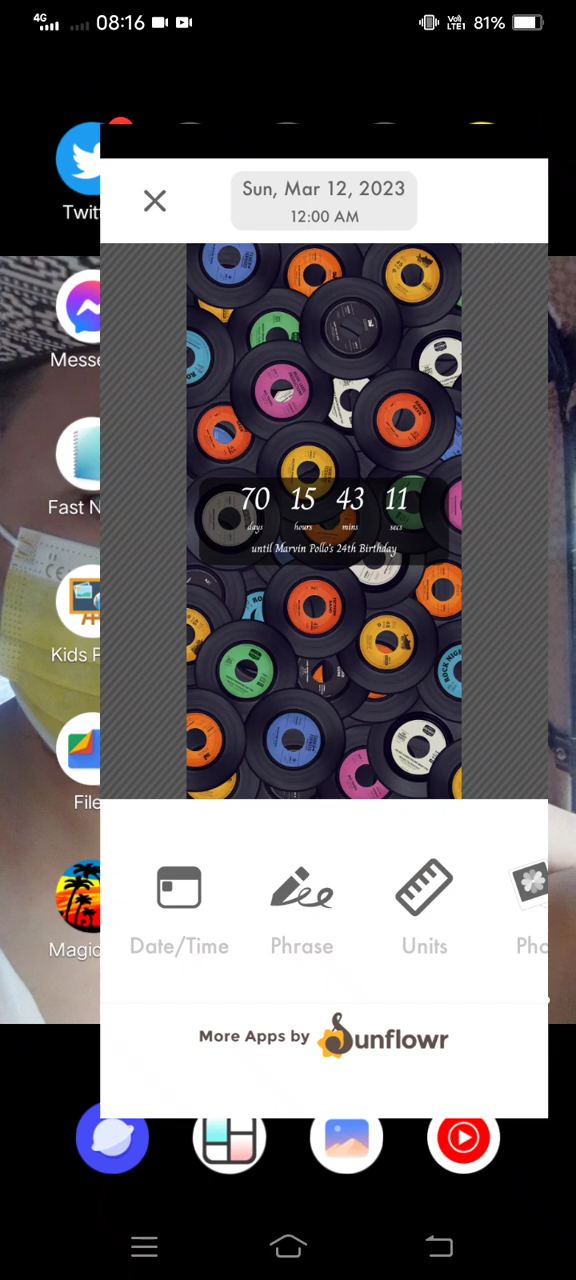 4G 08:16 VoI) LTE1 81%
Sun, Mar 12, 2023
12:00 AM
Twit
Messe
Fast N
Kids P
File
Magic
70 15 43 11
days hours mins secs
until Marvin Pollo's 24th Birthday
Date/Time Phrase Units Pho
More Apps by Sunflowr